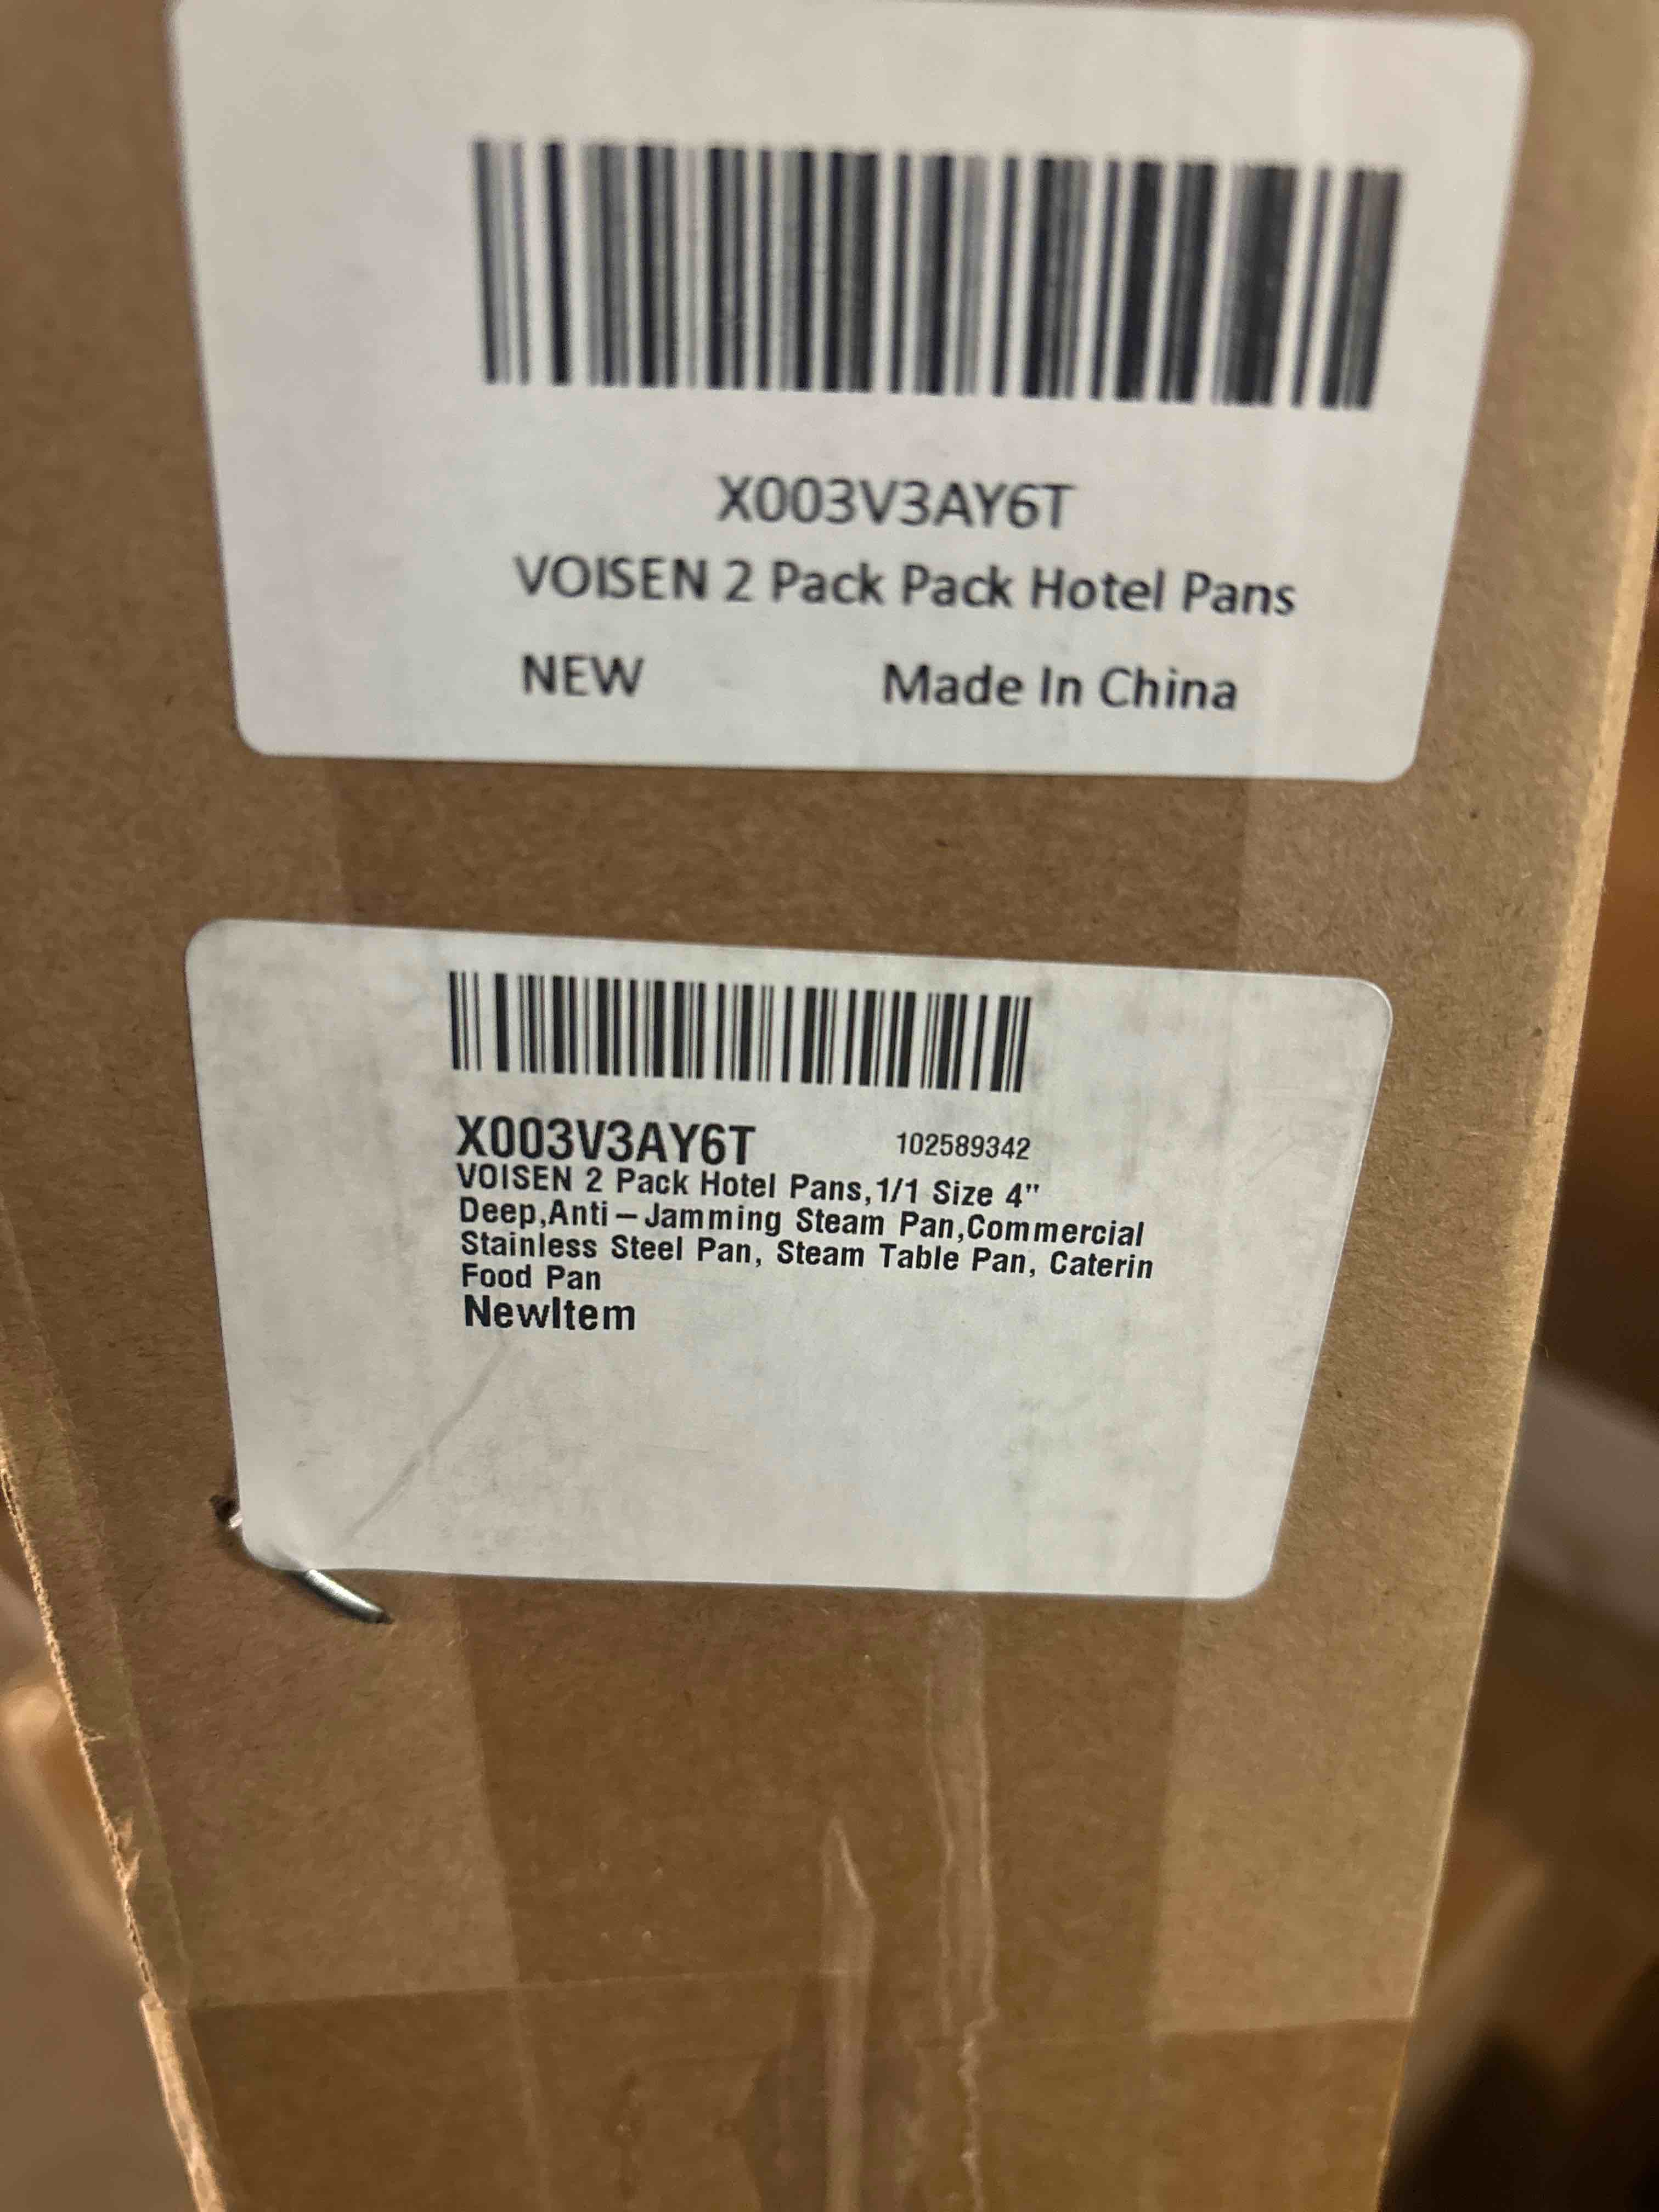 X003V3AY6T
VOISEN 2 Pack Pack Hotel Pans
NEW Made In China
X003V3AY6T 102589342
VOISEN 2 Pack Hotel Pans,1/1 Size 4"
Deep,Anti-Jamming Steam Pan,Commercial
Stainless Steel Pan, Steam Table Pan, Caterin
Food Pan
NewItem